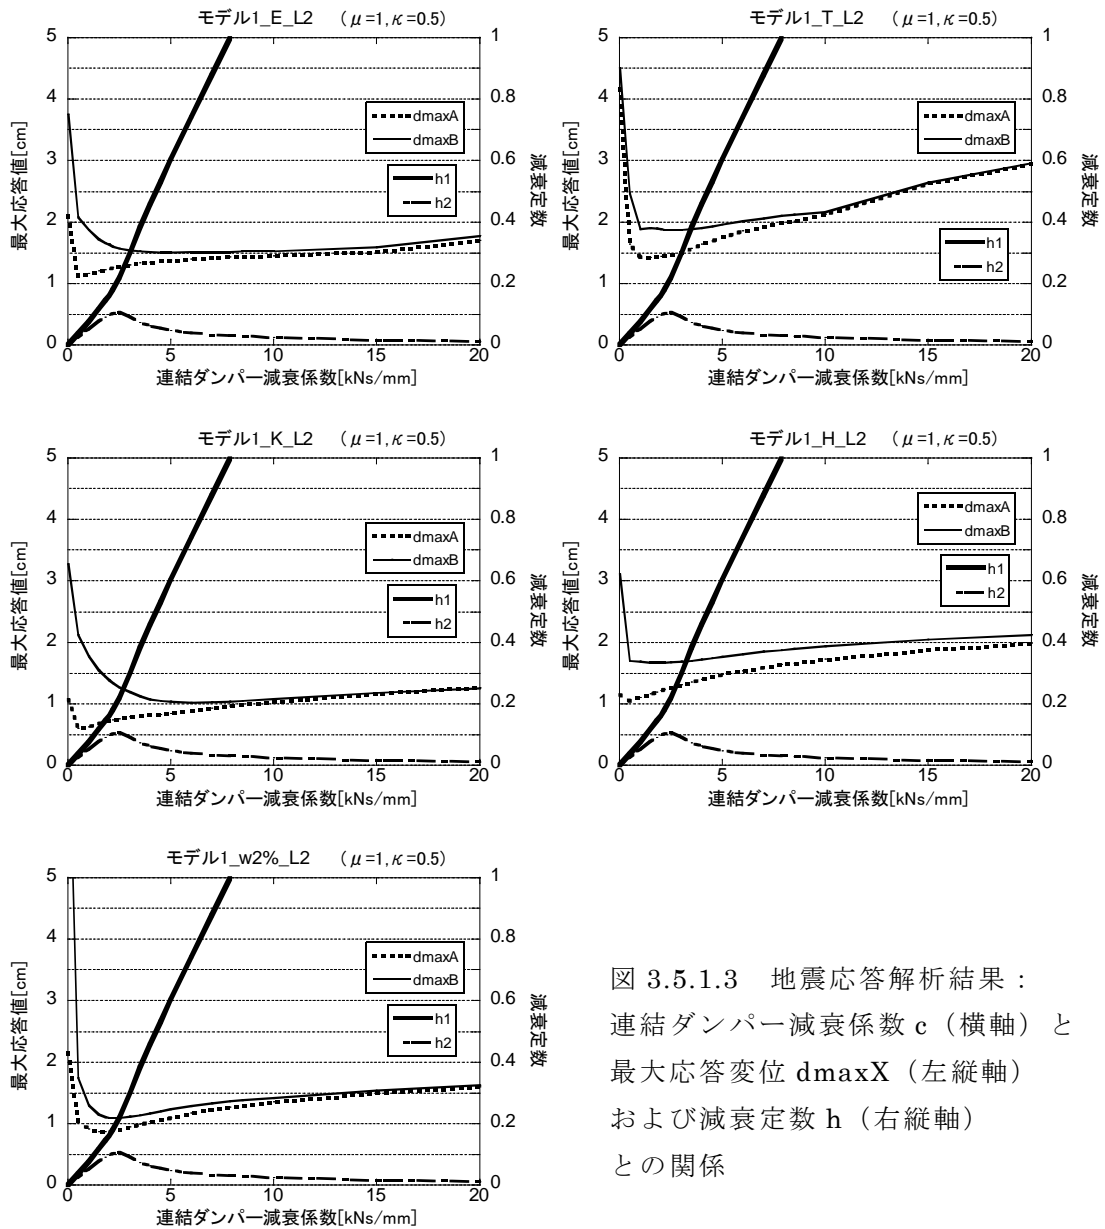 モデル1_E_L2 （μ=1,κ=0.5）
5
4
3
2
1
0
1
0.8
0.6
0.4
0.2
0
0 5 10 15 20
最大応答値[cm]
減衰定数
dmaxA
dmaxB
h1
h2
連結ダンパー減衰係数[kNs/mm]
モデル1_T_L2 （μ=1,κ=0.5）
5
4
3
2
1
0
1
0.8
0.6
0.4
0.2
0
0 5 10 15 20
最大応答値[cm]
減衰定数
dmaxA
dmaxB
h1
h2
連結ダンパー減衰係数[kNs/mm]
モデル1_K_L2 （μ=1,κ=0.5）
5
4
3
2
1
0
1
0.8
0.6
0.4
0.2
0
0 5 10 15 20
最大応答値[cm]
減衰定数
dmaxA
dmaxB
h1
h2
連結ダンパー減衰係数[kNs/mm]
モデル1_H_L2 （μ=1,κ=0.5）
5
4
3
2
1
0
1
0.8
0.6
0.4
0.2
0
0 5 10 15 20
最大応答値[cm]
減衰定数
dmaxA
dmaxB
h1
h2
連結ダンパー減衰係数[kNs/mm]
モデル1_w2%_L2 （μ=1,κ=0.5）
5
4
3
2
1
0
1
0.8
0.6
0.4
0.2
0
0 5 10 15 20
最大応答値[cm]
減衰定数
dmaxA
dmaxB
h1
h2
連結ダンパー減衰係数[kNs/mm]
図 3.5.1.3 地震応答解析結果：
連結ダンパー減衰係数 c（横軸）と
最大応答変位 dmaxX（左縦軸）
および減衰定数 h（右縦軸）
との関係